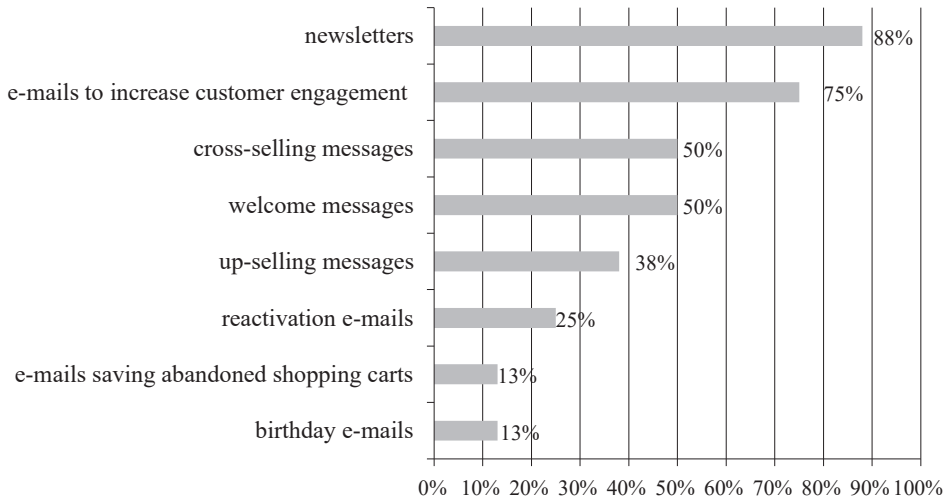 newsletters 88%
e-mails to increase customer engagement 75%
cross-selling messages 50%
welcome messages 50%
up-selling messages 38%
reactivation e-mails 25%
e-mails saving abandoned shopping carts 13%
birthday e-mails 13%
0% 10% 20% 30% 40% 50% 60% 70% 80% 90% 100%